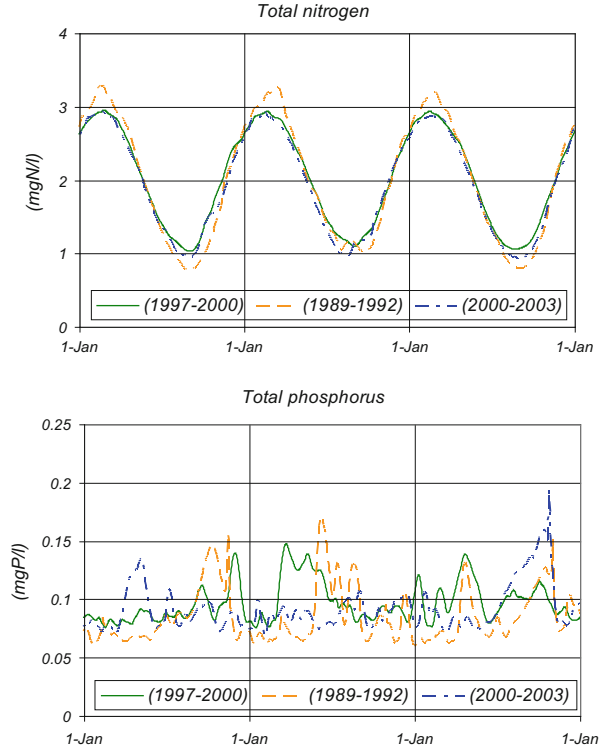 Total nitrogen
4
3
2
1
0
(mgN/l)
(1997-2000) (1989-1992) (2000-2003)
1-Jan 1-Jan 1-Jan 1-Jan
Total phosphorus
0.25
0.2
0.15
0.1
0.05
0
(mgP/l)
(1997-2000) (1989-1992) (2000-2003)
1-Jan 1-Jan 1-Jan 1-Jan